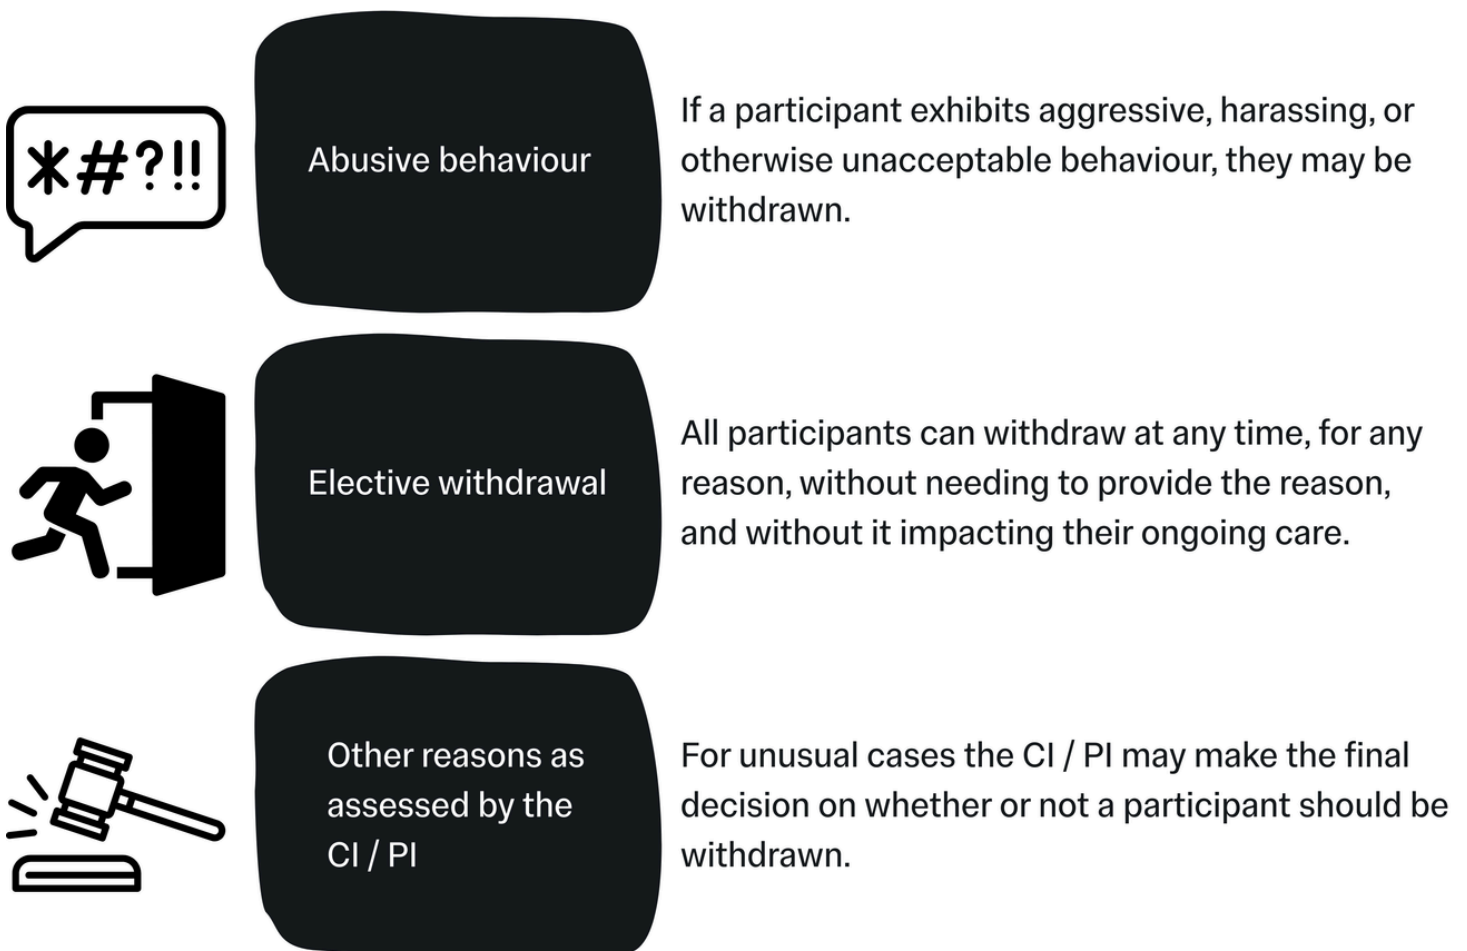 *#?!!
Abusive behaviour
If a participant exhibits aggressive, harassing, or
otherwise unacceptable behaviour, they may be
withdrawn.
Elective withdrawal
All participants can withdraw at any time, for any
reason, without needing to provide the reason,
and without it impacting their ongoing care.
Other reasons as
assessed by the
CI / PI
For unusual cases the CI / PI may make the final
decision on whether or not a participant should be
withdrawn.